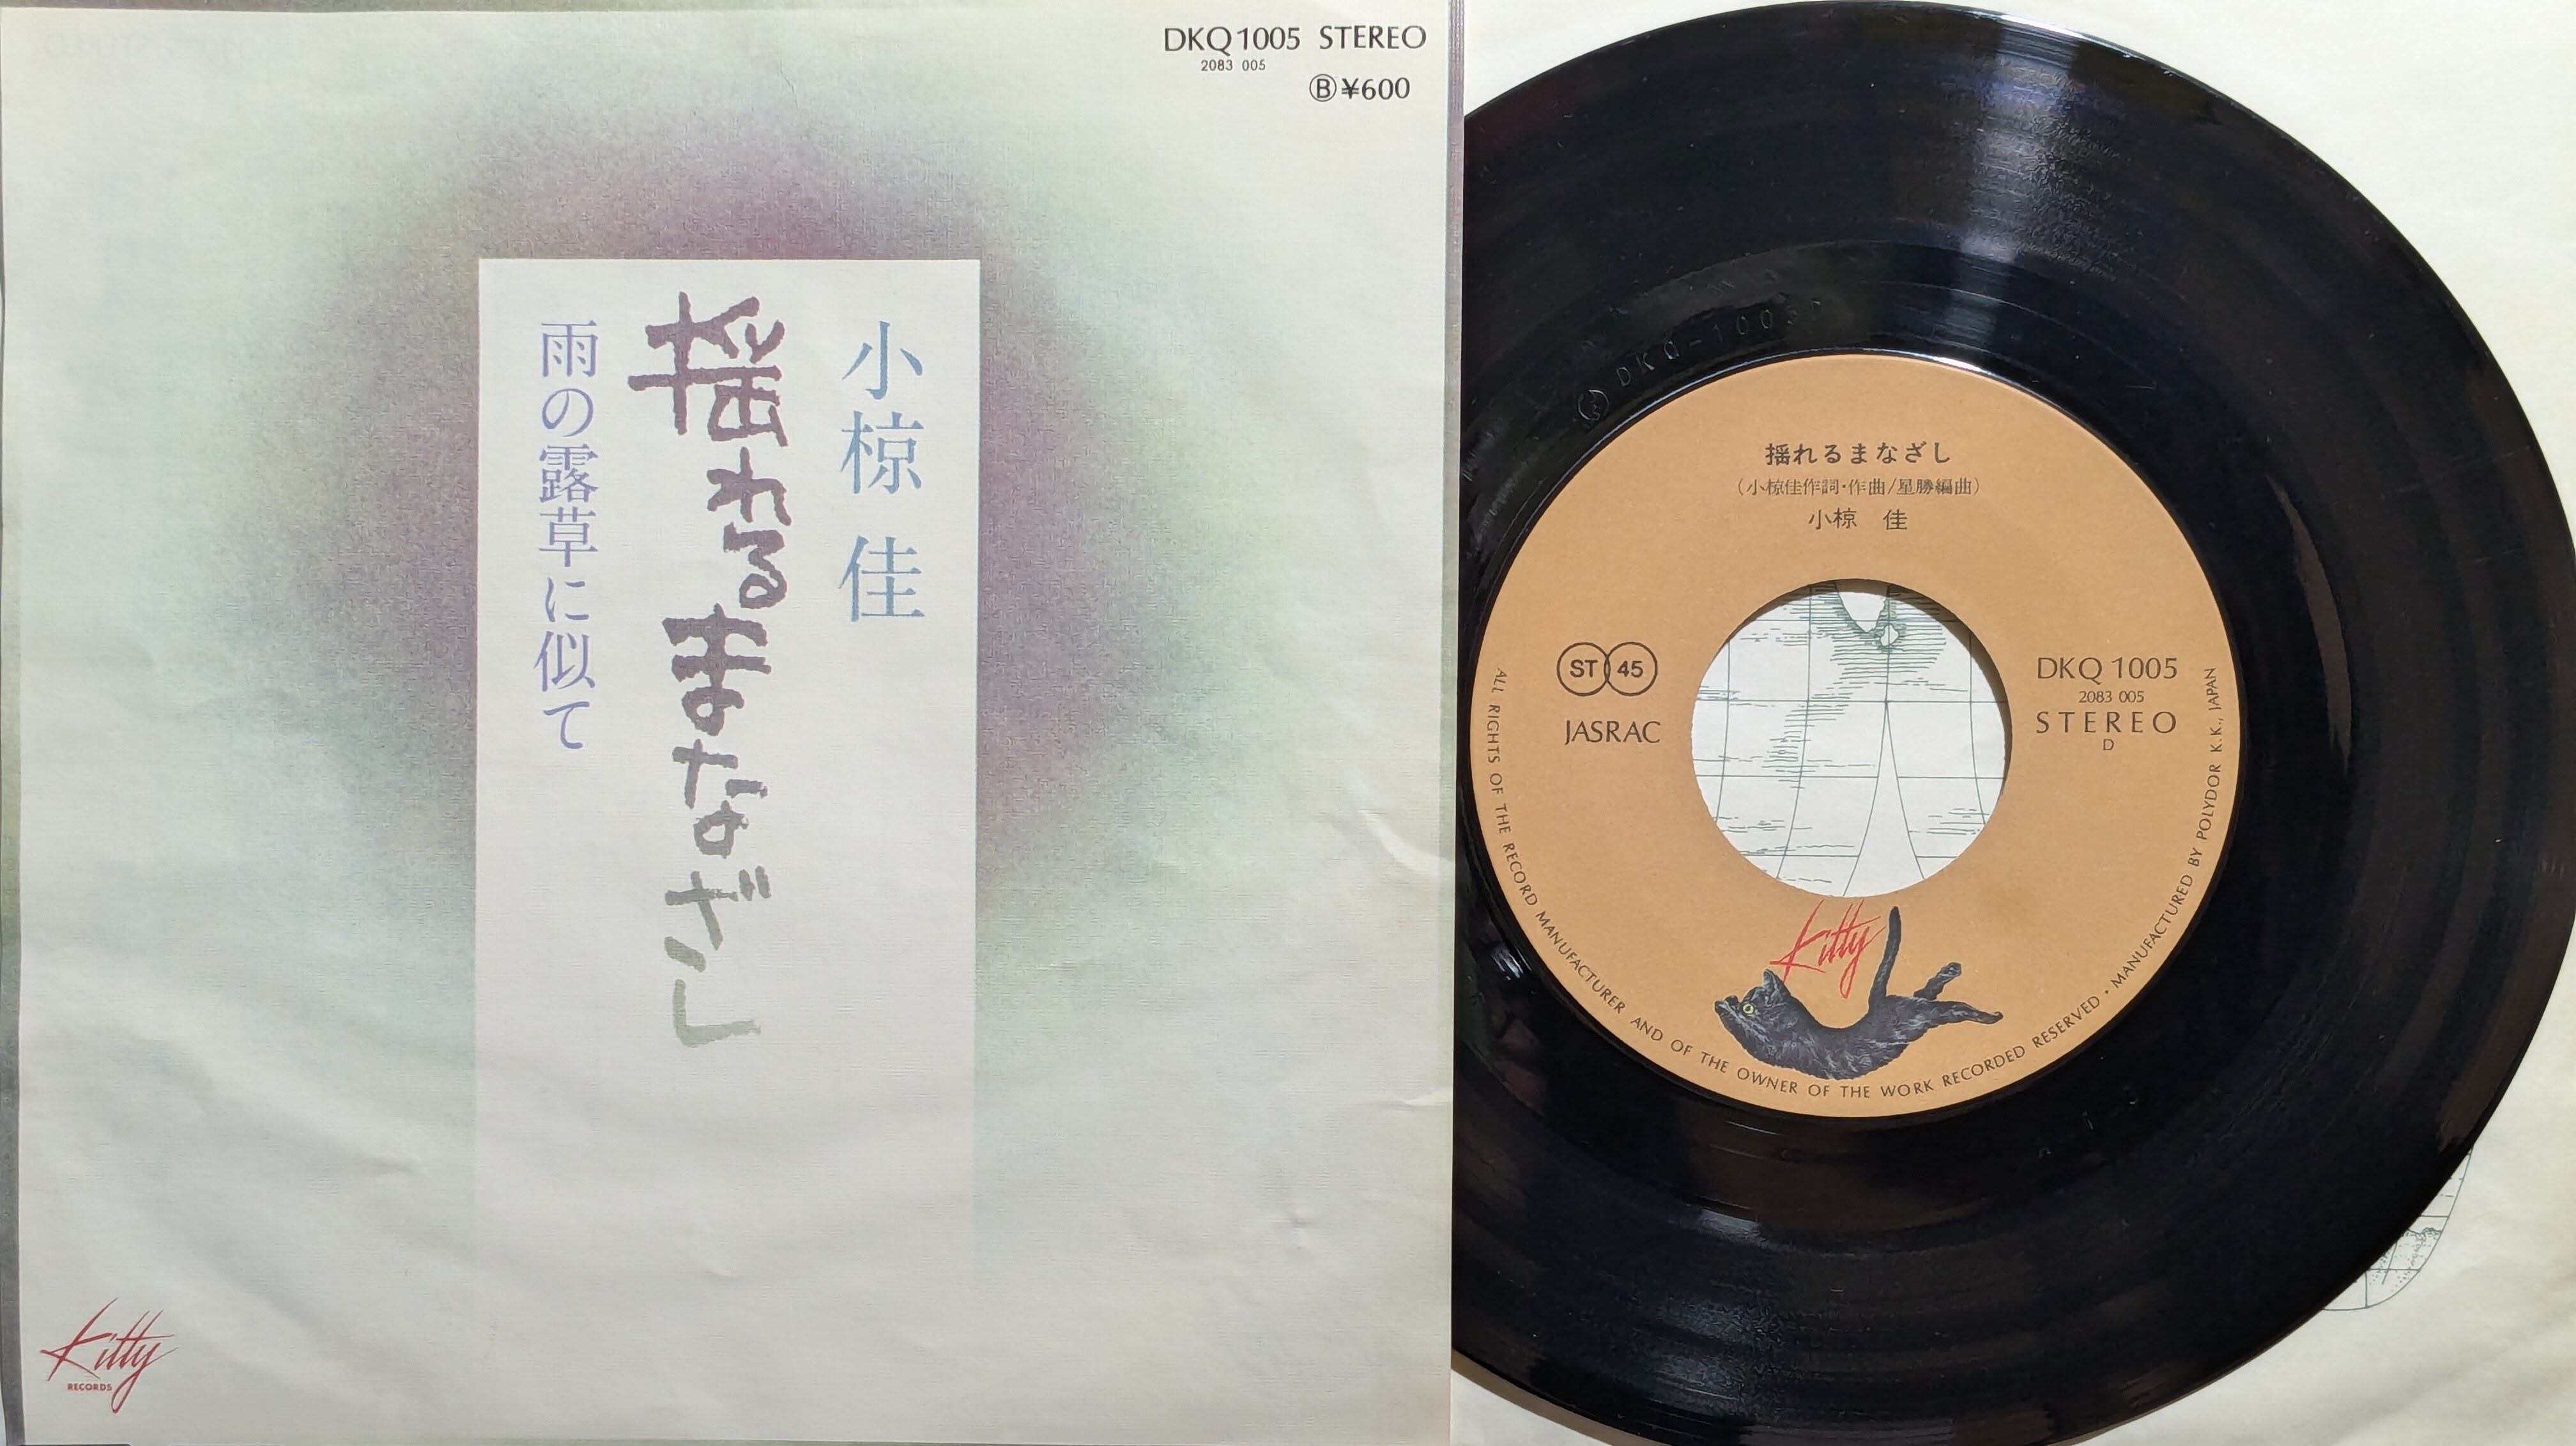 DKQ 1005 STEREO
2083 005
Ⓑ¥600
小椋 佳
揺れるまなざし
雨の露草に似て
Kitty
RECORDS
DKQ-1005
揺れるまなざし
(小椋佳作詞・作曲/星勝編曲)
小椋 佳
ST 45
JASRAC
DKQ 1005
2083 005
STEREO
D
Kitty
ALL RIGHTS OF THE RECORD MANUFACTURER AND OF THE OWNER OF THE WORK RECORDED RESERVED • MANUFACTURED BY POLYDOR K.K., JAPAN